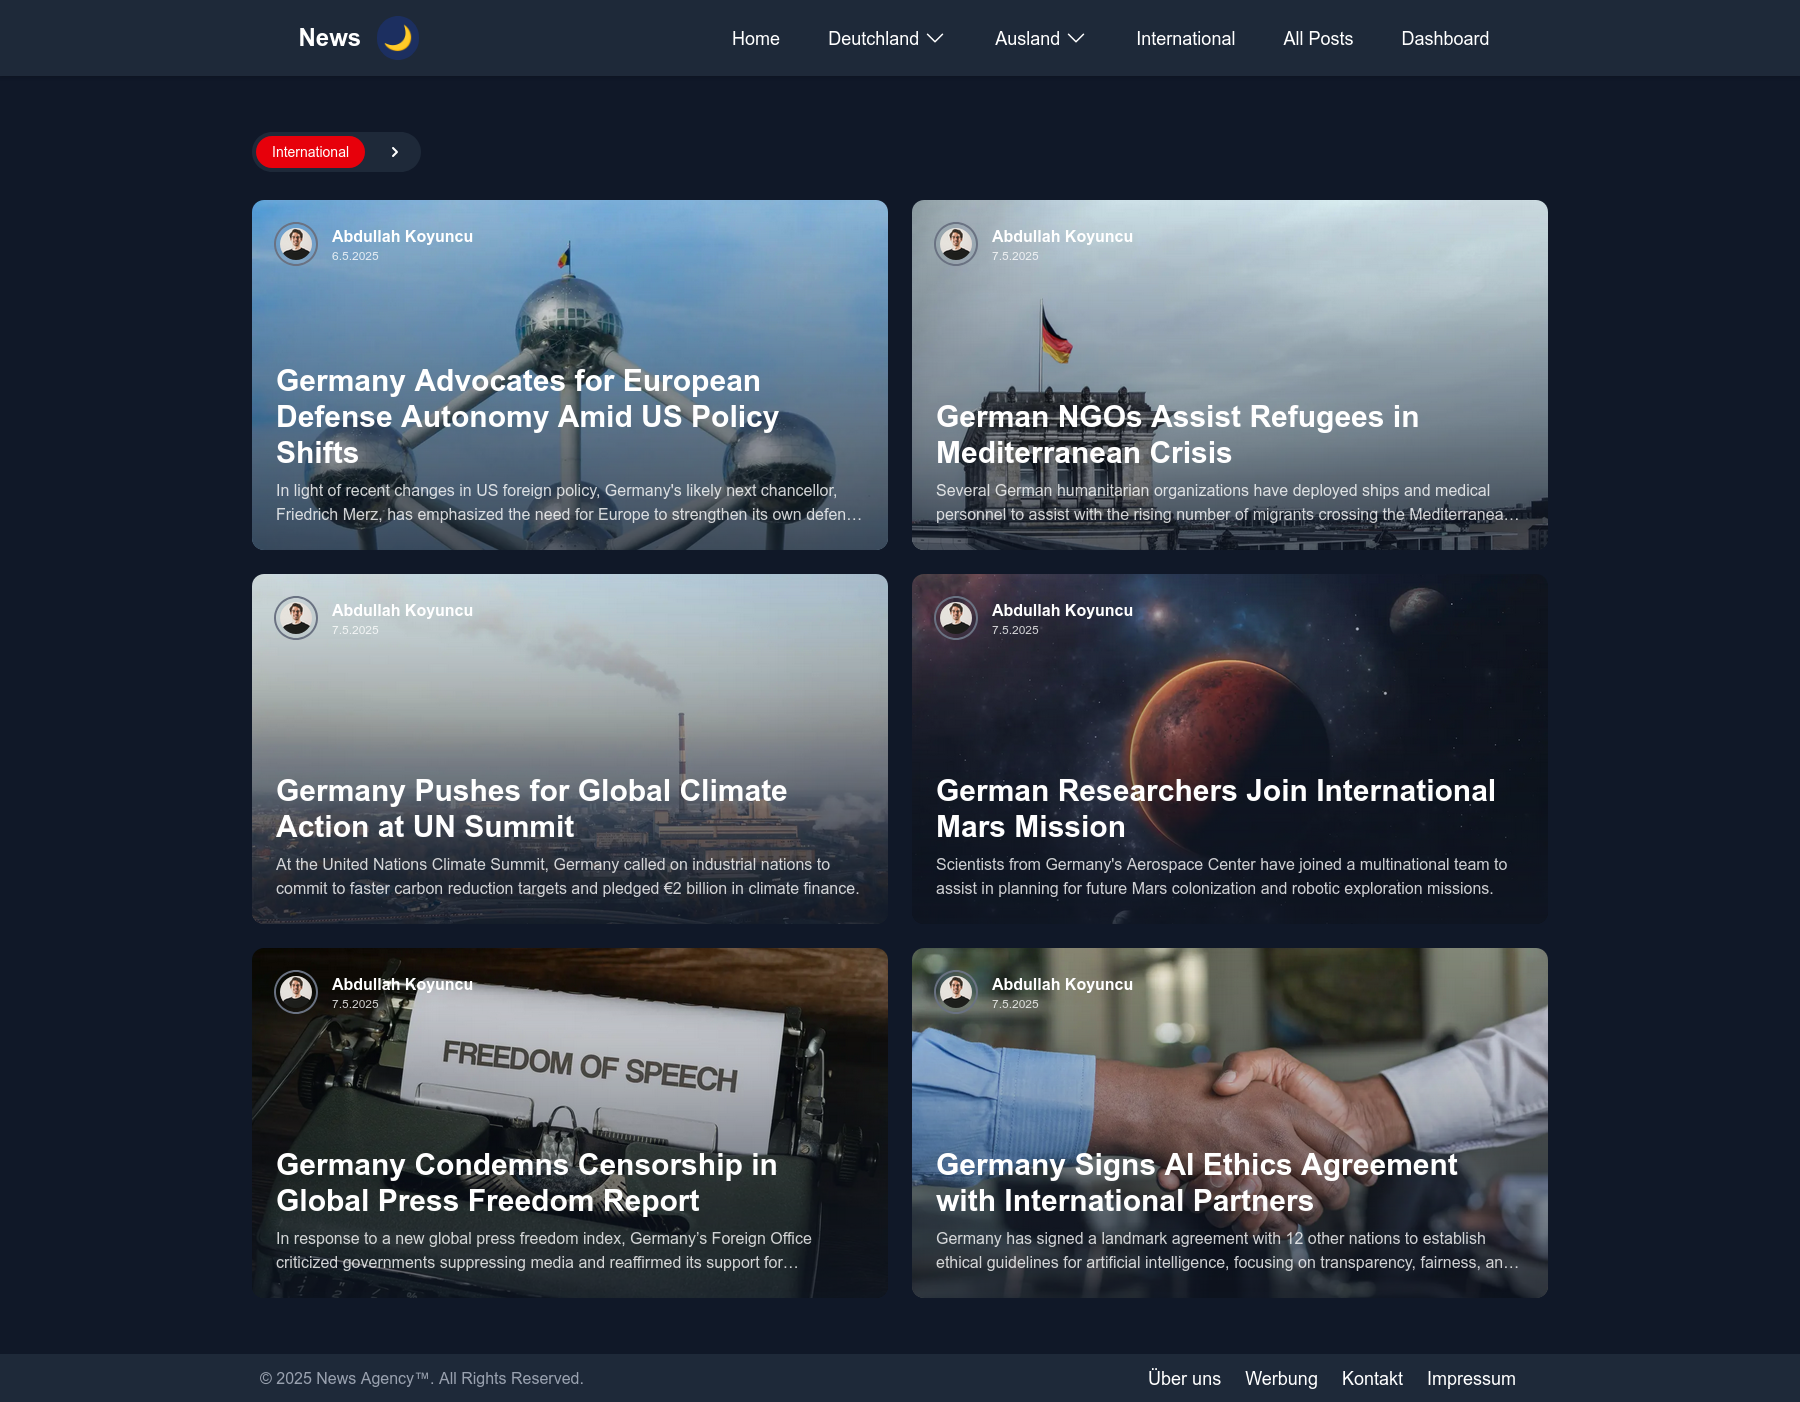 News
Home
Deutchland
Ausland
International
All Posts
Dashboard
International
Abdullah Koyuncu
6.5.2025
Germany Advocates for European
Defense Autonomy Amid US Policy
Shifts
In light of recent changes in US foreign policy, Germany's likely next chancellor,
Friedrich Merz, has emphasized the need for Europe to strengthen its own defen…
Abdullah Koyuncu
7.5.2025
German NGOs Assist Refugees in
Mediterranean Crisis
Several German humanitarian organizations have deployed ships and medical
personnel to assist with the rising number of migrants crossing the Mediterranea…
Abdullah Koyuncu
7.5.2025
Germany Pushes for Global Climate
Action at UN Summit
At the United Nations Climate Summit, Germany called on industrial nations to
commit to faster carbon reduction targets and pledged €2 billion in climate finance.
Abdullah Koyuncu
7.5.2025
German Researchers Join International
Mars Mission
Scientists from Germany's Aerospace Center have joined a multinational team to
assist in planning for future Mars colonization and robotic exploration missions.
Abdullah Koyuncu
7.5.2025
FREEDOM OF SPEECH
Germany Condemns Censorship in
Global Press Freedom Report
In response to a new global press freedom index, Germany’s Foreign Office
criticized governments suppressing media and reaffirmed its support for…
Abdullah Koyuncu
7.5.2025
Germany Signs AI Ethics Agreement
with International Partners
Germany has signed a landmark agreement with 12 other nations to establish
ethical guidelines for artificial intelligence, focusing on transparency, fairness, an…
© 2025 News Agency™. All Rights Reserved.
Über uns
Werbung
Kontakt
Impressum